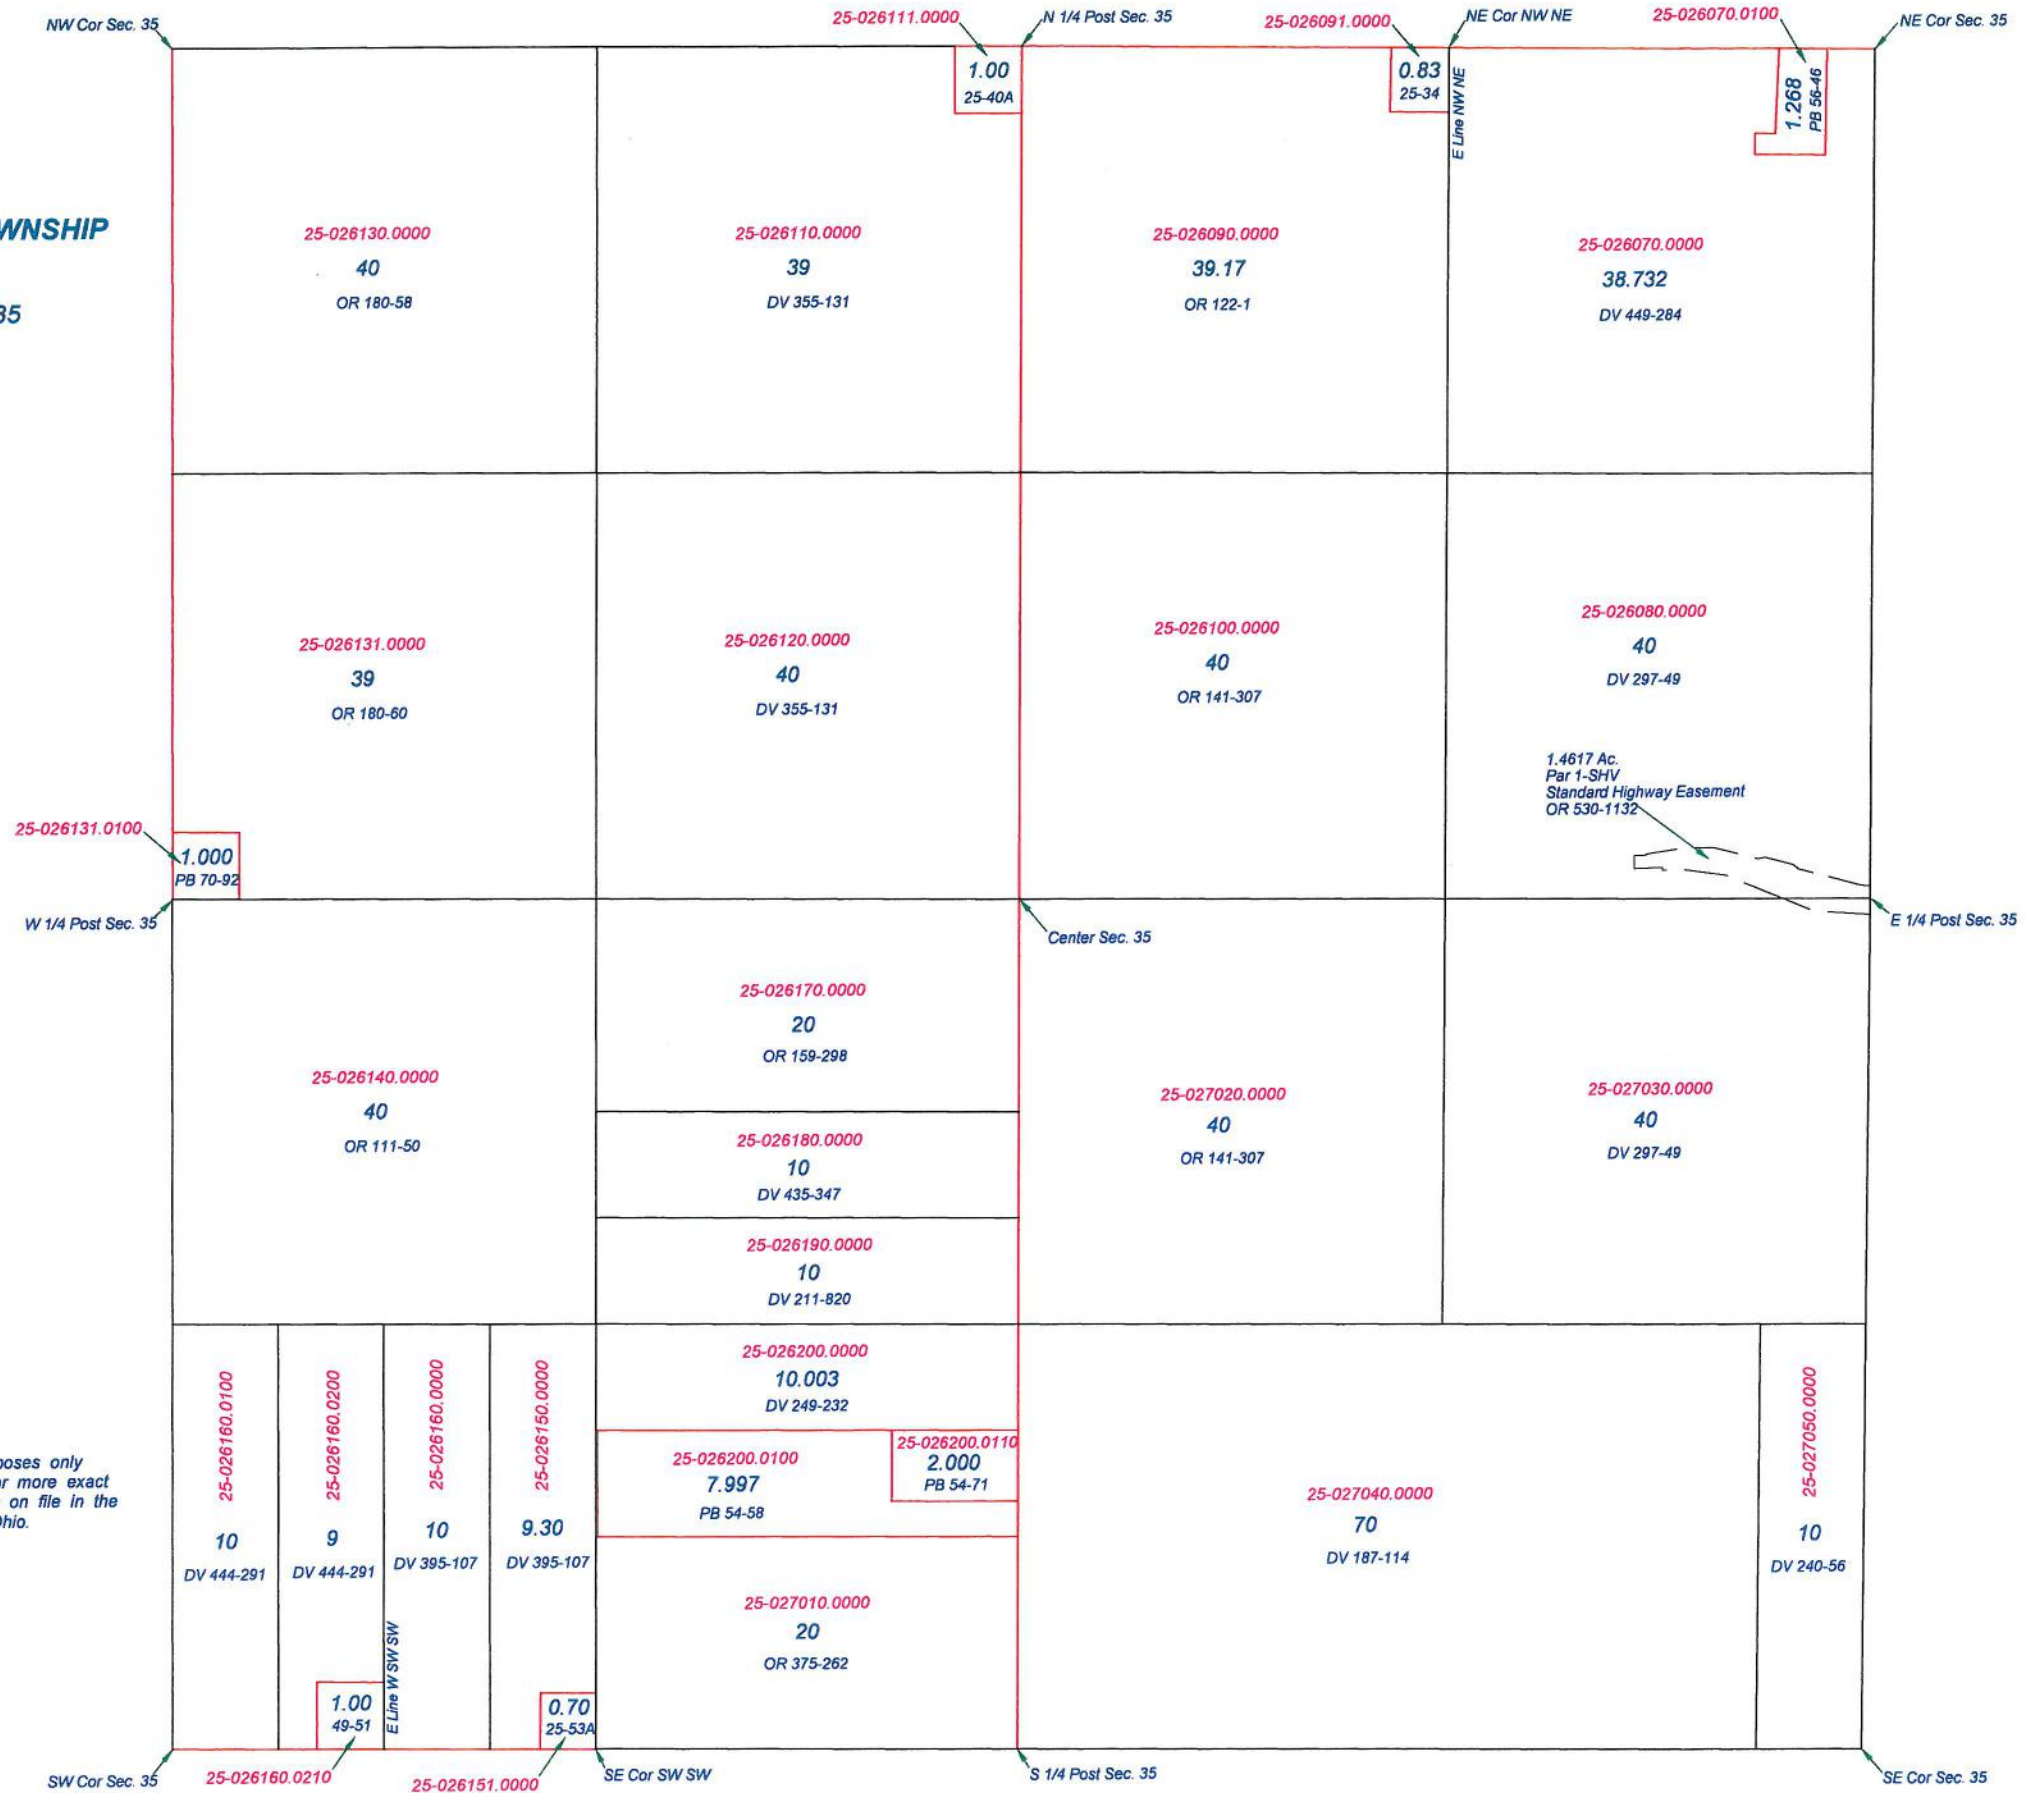 NW Cor Sec. 35
25-026111.0000
N 1/4 Post Sec. 35
25-026091.0000
NE Cor NW NE
25-026070.0100
NE Cor Sec. 35
1.00
25-40A
0.83
25-34
E Line NW NE
1.268
PB 56-46
WNSHIP
35
25-026130.0000
40
OR 180-58
25-026110.0000
39
DV 355-131
25-026090.0000
39.17
OR 122-1
25-026070.0000
38.732
DV 449-284
25-026131.0000
39
OR 180-60
25-026120.0000
40
DV 355-131
25-026100.0000
40
OR 141-307
25-026080.0000
40
DV 297-49
1.4617 Ac.
Par 1-SHV
Standard Highway Easement
OR 530-1132
25-026131.0100
1.000
PB 70-92
W 1/4 Post Sec. 35
Center Sec. 35
E 1/4 Post Sec. 35
25-026140.0000
40
OR 111-50
25-026170.0000
20
OR 159-298
25-026180.0000
10
DV 435-347
25-026190.0000
10
DV 211-820
25-027020.0000
40
OR 141-307
25-027030.0000
40
DV 297-49
25-026160.0100
10
DV 444-291
25-026160.0200
9
DV 444-291
25-026160.0000
10
DV 395-107
25-026150.0000
9.30
DV 395-107
25-026200.0000
10.003
DV 249-232
25-026200.0100
7.997
PB 54-58
25-026200.0110
2.000
PB 54-71
25-027010.0000
20
OR 375-262
25-027040.0000
70
DV 187-114
25-027050.0000
10
DV 240-56
poses only
or more exact
on file in the
Ohio.
1.00
49-51
E Line W SW SW
0.70
25-53A
SW Cor Sec. 35
25-026160.0210
25-026151.0000
SE Cor SW SW
S 1/4 Post Sec. 35
SE Cor Sec. 35